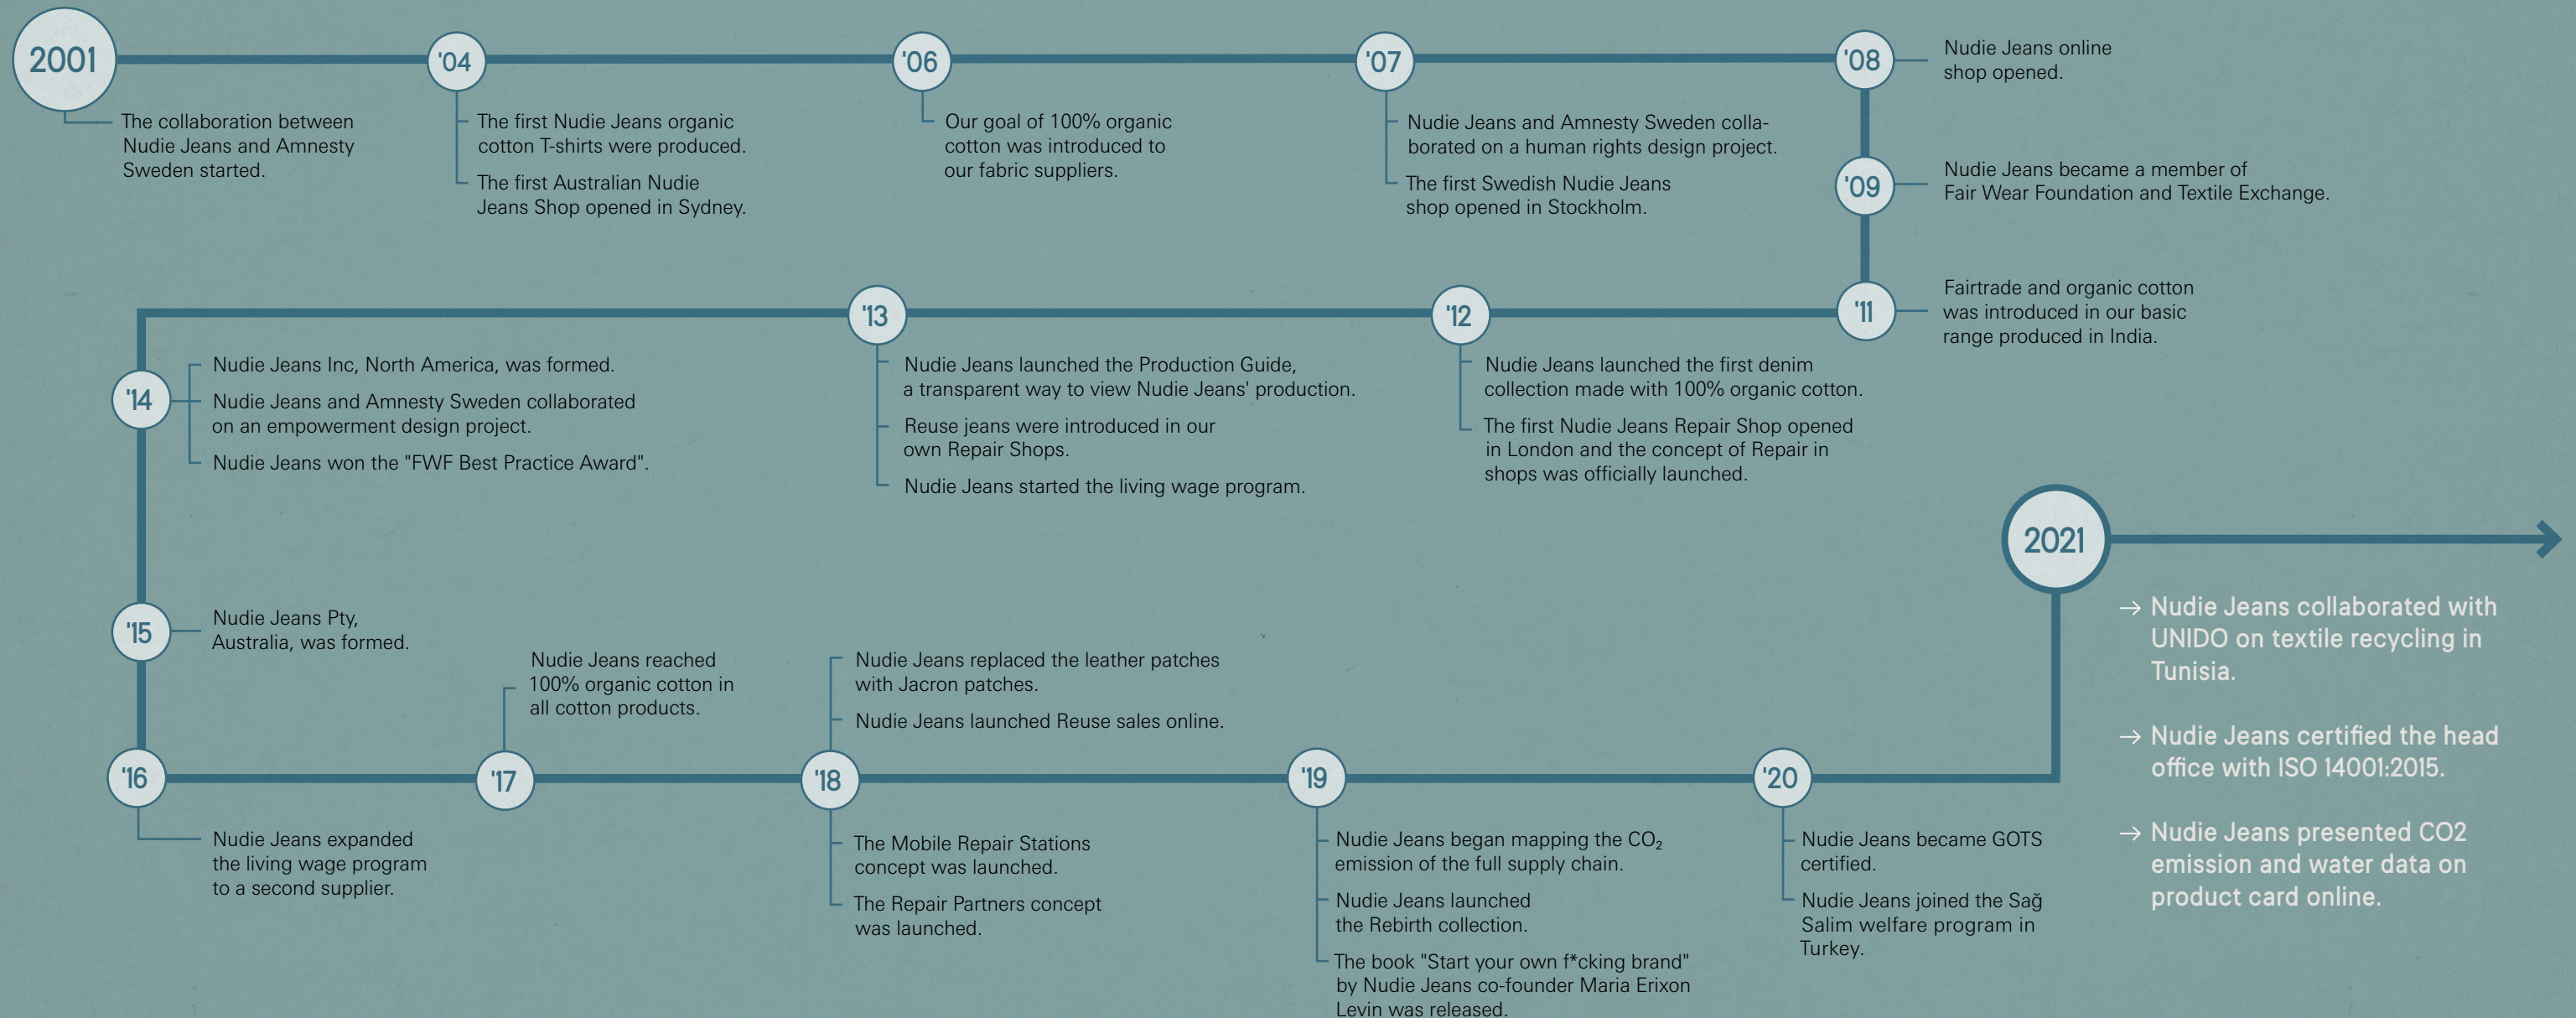 2001
The collaboration between
Nudie Jeans and Amnesty
Sweden started.
'04
The first Nudie Jeans organic
cotton T-shirts were produced.
The first Australian Nudie
Jeans Shop opened in Sydney.
'06
Our goal of 100% organic
cotton was introduced to
our fabric suppliers.
'07
Nudie Jeans and Amnesty Sweden colla-
borated on a human rights design project.
The first Swedish Nudie Jeans
shop opened in Stockholm.
'08
Nudie Jeans online
shop opened.
'09
Nudie Jeans became a member of
Fair Wear Foundation and Textile Exchange.
'11
Fairtrade and organic cotton
was introduced in our basic
range produced in India.
'12
Nudie Jeans launched the first denim
collection made with 100% organic cotton.
The first Nudie Jeans Repair Shop opened
in London and the concept of Repair in
shops was officially launched.
'13
Nudie Jeans launched the Production Guide,
a transparent way to view Nudie Jeans' production.
Reuse jeans were introduced in our
own Repair Shops.
Nudie Jeans started the living wage program.
'14
Nudie Jeans Inc, North America, was formed.
Nudie Jeans and Amnesty Sweden collaborated
on an empowerment design project.
Nudie Jeans won the "FWF Best Practice Award".
'15
Nudie Jeans Pty,
Australia, was formed.
'16
Nudie Jeans expanded
the living wage program
to a second supplier.
'17
Nudie Jeans reached
100% organic cotton in
all cotton products.
'18
Nudie Jeans replaced the leather patches
with Jacron patches.
Nudie Jeans launched Reuse sales online.
The Mobile Repair Stations
concept was launched.
The Repair Partners concept
was launched.
'19
Nudie Jeans began mapping the CO₂
emission of the full supply chain.
Nudie Jeans launched
the Rebirth collection.
The book "Start your own f*cking brand"
by Nudie Jeans co-founder Maria Erixon
Levin was released.
'20
Nudie Jeans became GOTS
certified.
Nudie Jeans joined the Sağ
Salim welfare program in
Turkey.
2021
→ Nudie Jeans collaborated with
UNIDO on textile recycling in
Tunisia.
→ Nudie Jeans certified the head
office with ISO 14001:2015.
→ Nudie Jeans presented CO2
emission and water data on
product card online.